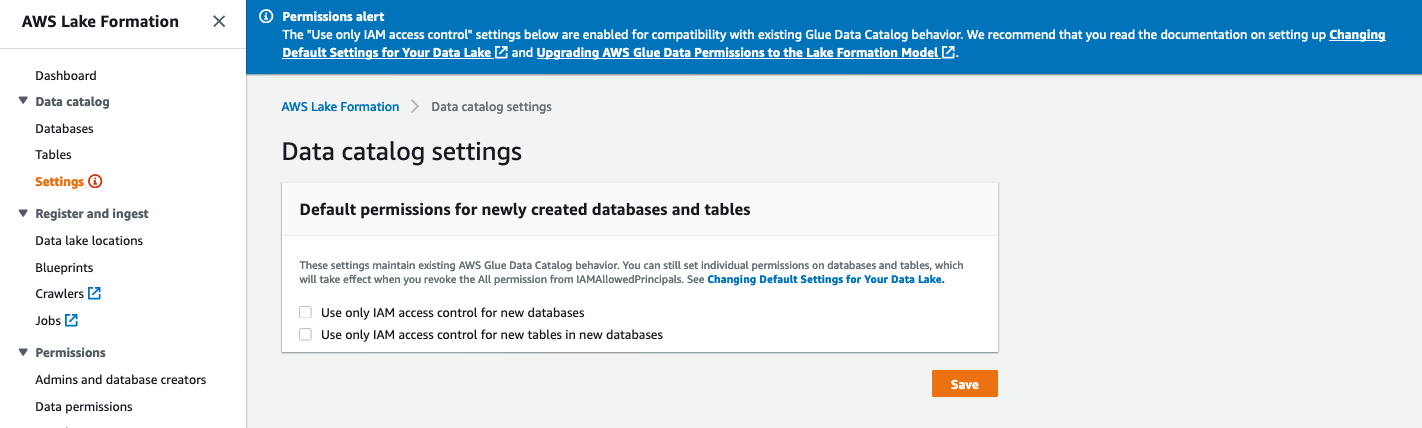 AWS Lake Formation
Dashboard
Data catalog
Databases
Tables
Settings
Register and ingest
Data lake locations
Blueprints
Crawlers
Jobs
Permissions
Admins and database creators
Data permissions
Permissions alert
The "Use only IAM access control" settings below are enabled for compatibility with existing Glue Data Catalog behavior. We recommend that you read the documentation on setting up Changing
Default Settings for Your Data Lake and Upgrading AWS Glue Data Permissions to the Lake Formation Model.
AWS Lake Formation > Data catalog settings
Data catalog settings
Default permissions for newly created databases and tables
These settings maintain existing AWS Glue Data Catalog behavior. You can still set individual permissions on databases and tables, which
will take effect when you revoke the All permission from IAMAllowedPrincipals. See Changing Default Settings for Your Data Lake.
Use only IAM access control for new databases
Use only IAM access control for new tables in new databases
Save